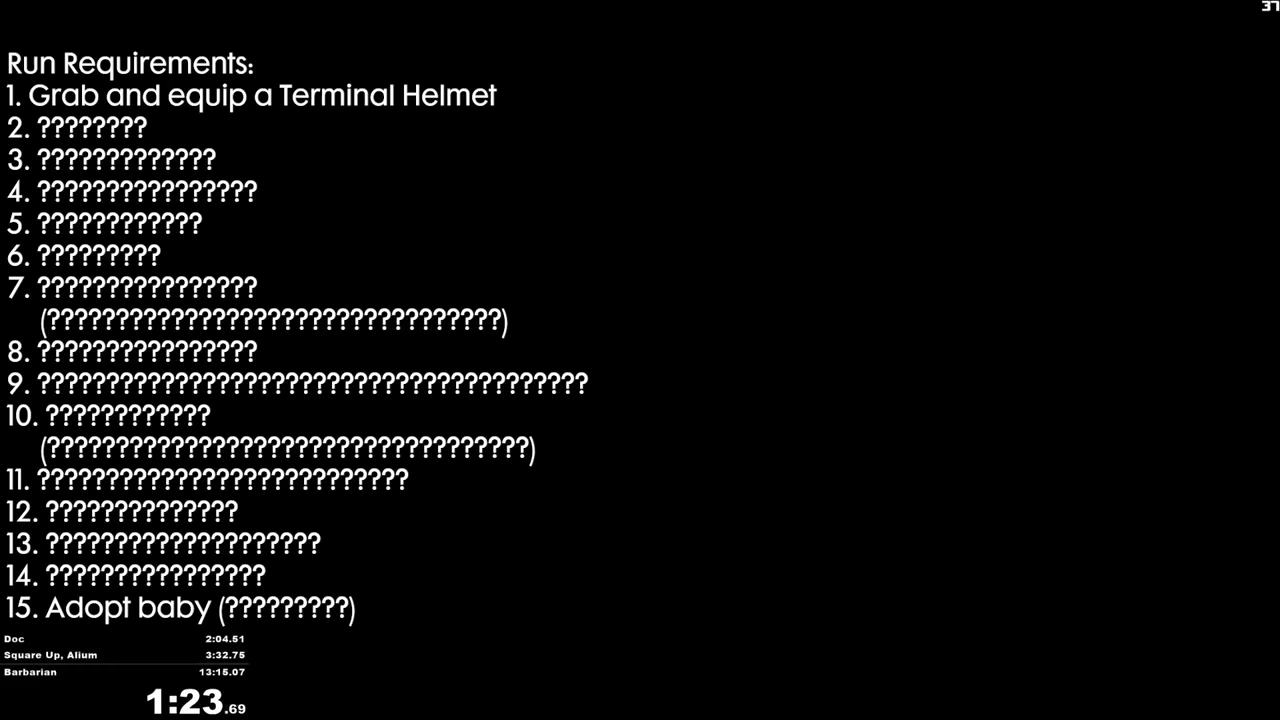 37
Run Requirements:
1. Grab and equip a Terminal Helmet
2. ????????
3. ?????????????
4. ????????????????
5. ????????????
6. ?????????
7. ????????????????
(?????????????????????????????????)
8. ????????????????
9. ????????????????????????????????????????
10. ????????????
(???????????????????????????????????)
11. ???????????????????????????
12. ??????????????
13. ????????????????????
14. ????????????????
15. Adopt baby (?????????)
Doc 2:04.51
Square Up, Alium 3:32.75
Barbarian 13:15.07
1:23.69